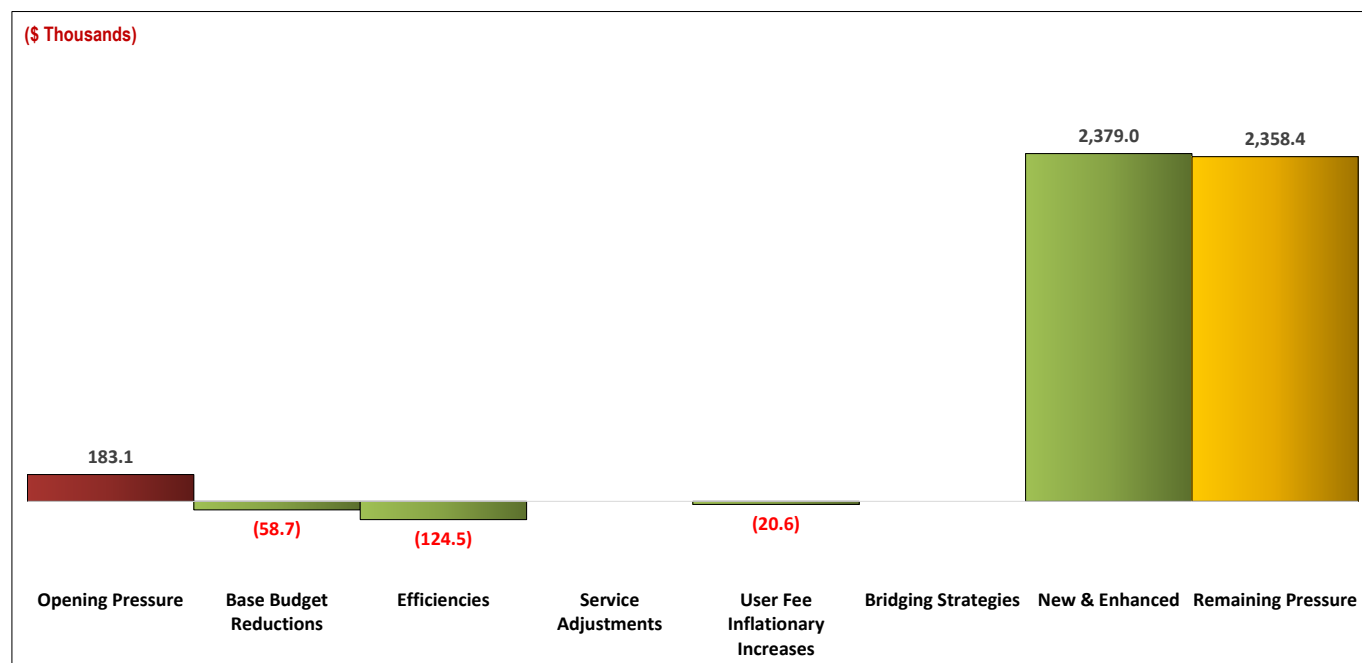 ($ Thousands)
2,379.0
2,358.4
183.1
(58.7)
(124.5)
(20.6)
Opening Pressure
Base Budget
Reductions
Efficiencies
Service
Adjustments
User Fee
Inflationary
Increases
Bridging Strategies
New & Enhanced
Remaining Pressure